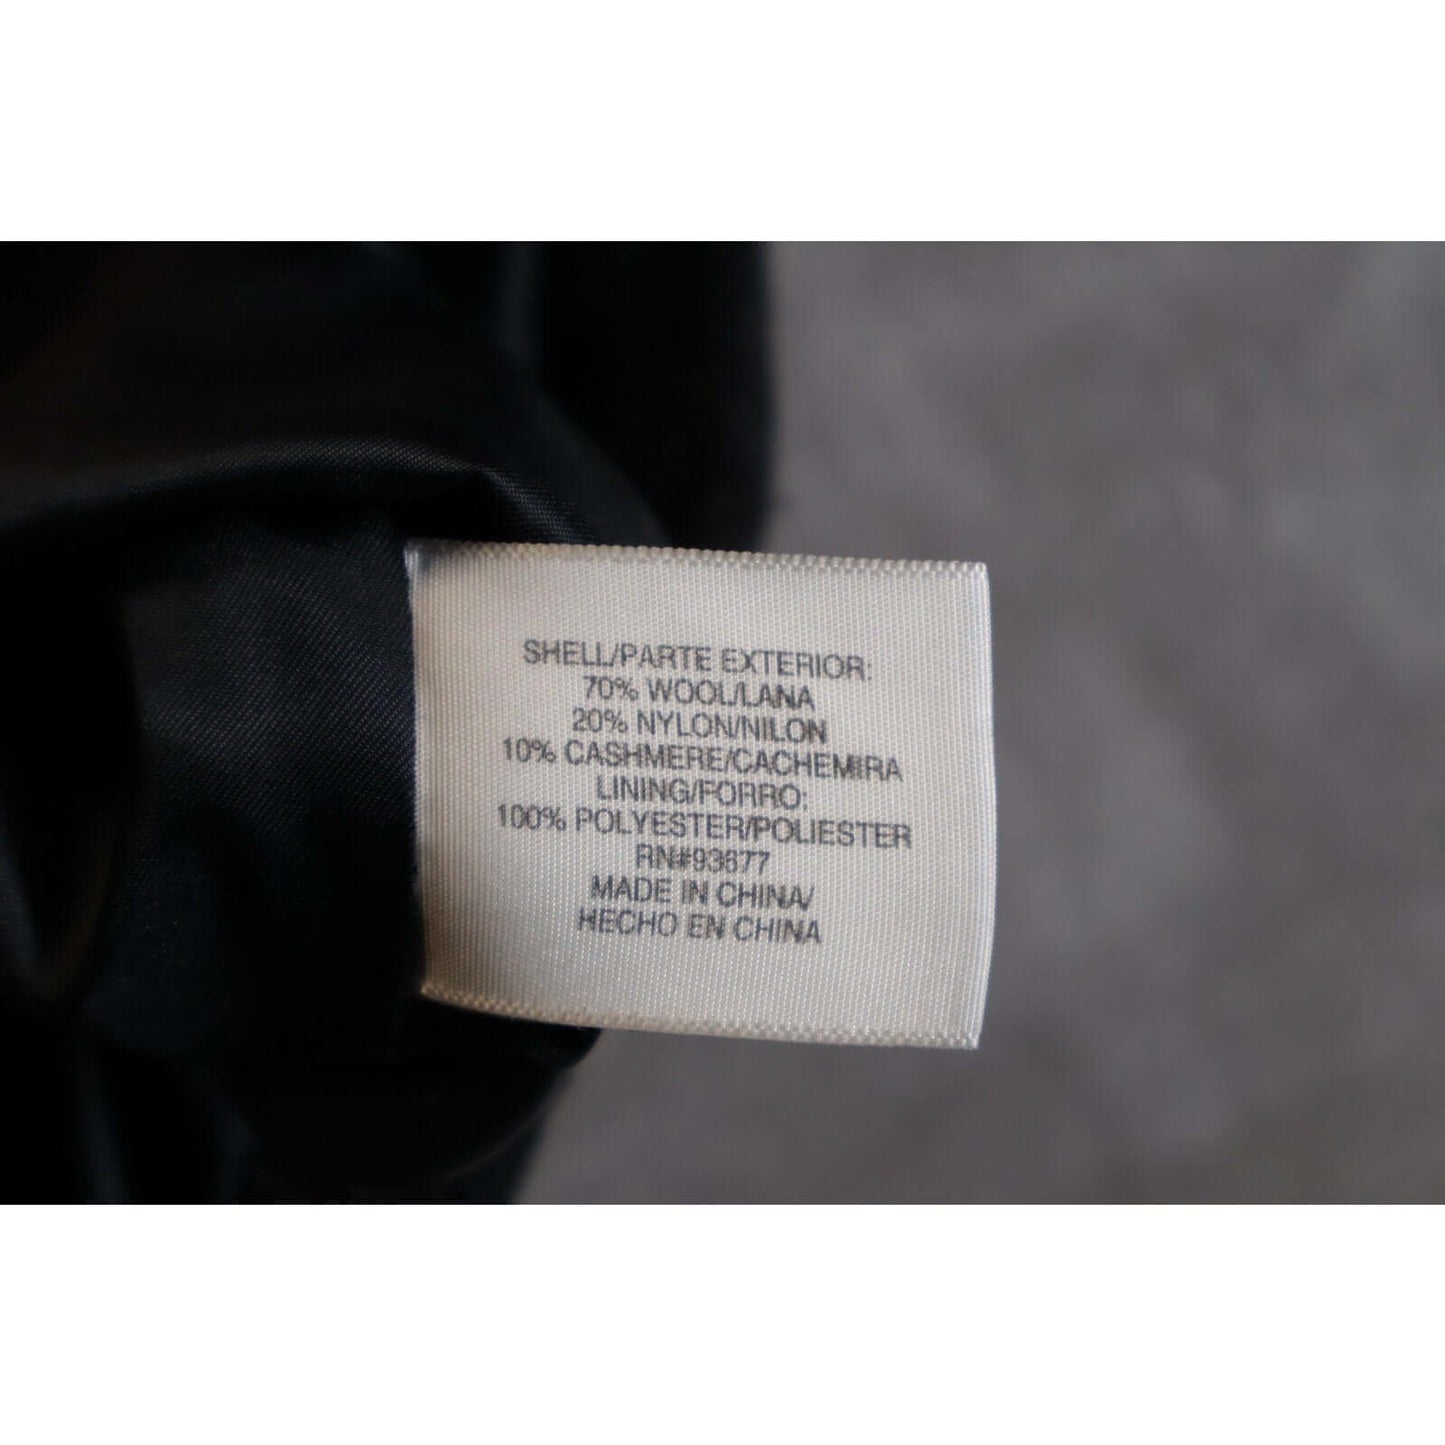 SHELL/PARTE EXTERIOR:
70% WOOL/LANA
20% NYLON/NILON
10% CASHMERE/CACHEMIRA
LINING/FORRO:
100% POLYESTER/POLIESTER
RN#93677
MADE IN CHINA/
HECHO EN CHINA